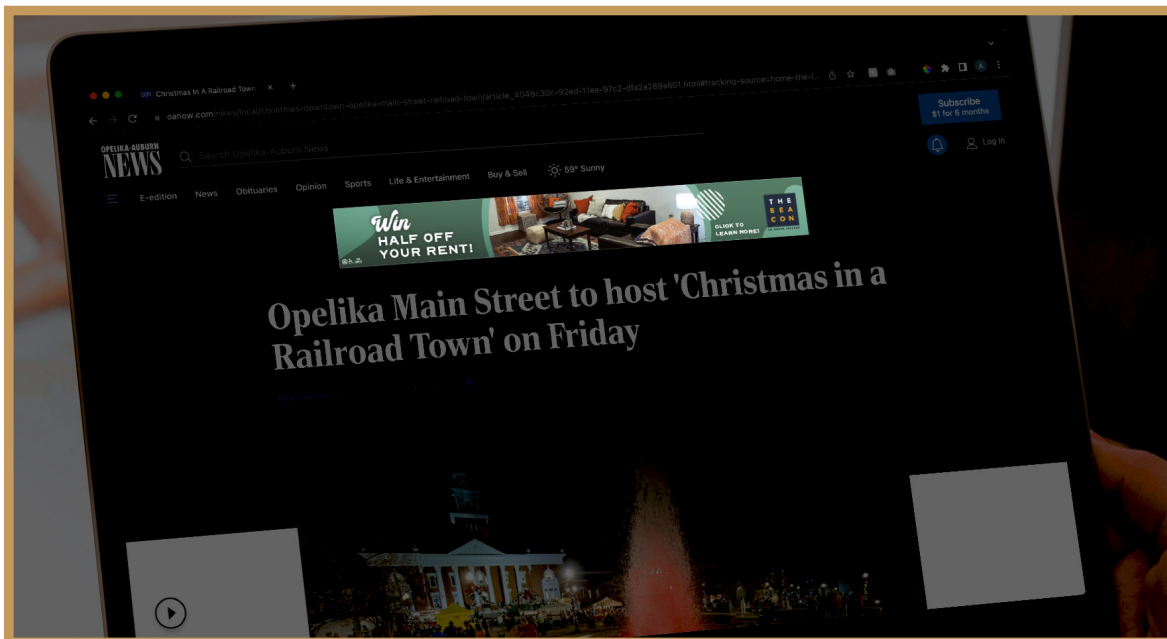 Christmas In A Railroad Town
oanow.com/news/local/christmas-downtown-opelika-main-street-railroad-town/article_4048c30c-92ed-11ee-97c2-dfa2a289a601.html#tracking-source=home-the-l...
Subscribe
$1 for 6 months
OPELIKA-AUBURN
NEWS
Search Opelika-Auburn News
Log In
E-edition News Obituaries Opinion Sports Life & Entertainment Buy & Sell 59° Sunny
Win
HALF OFF
YOUR RENT!
CLICK TO
LEARN MORE!
THE
BEA
CON
Opelika Main Street to host 'Christmas in a
Railroad Town' on Friday